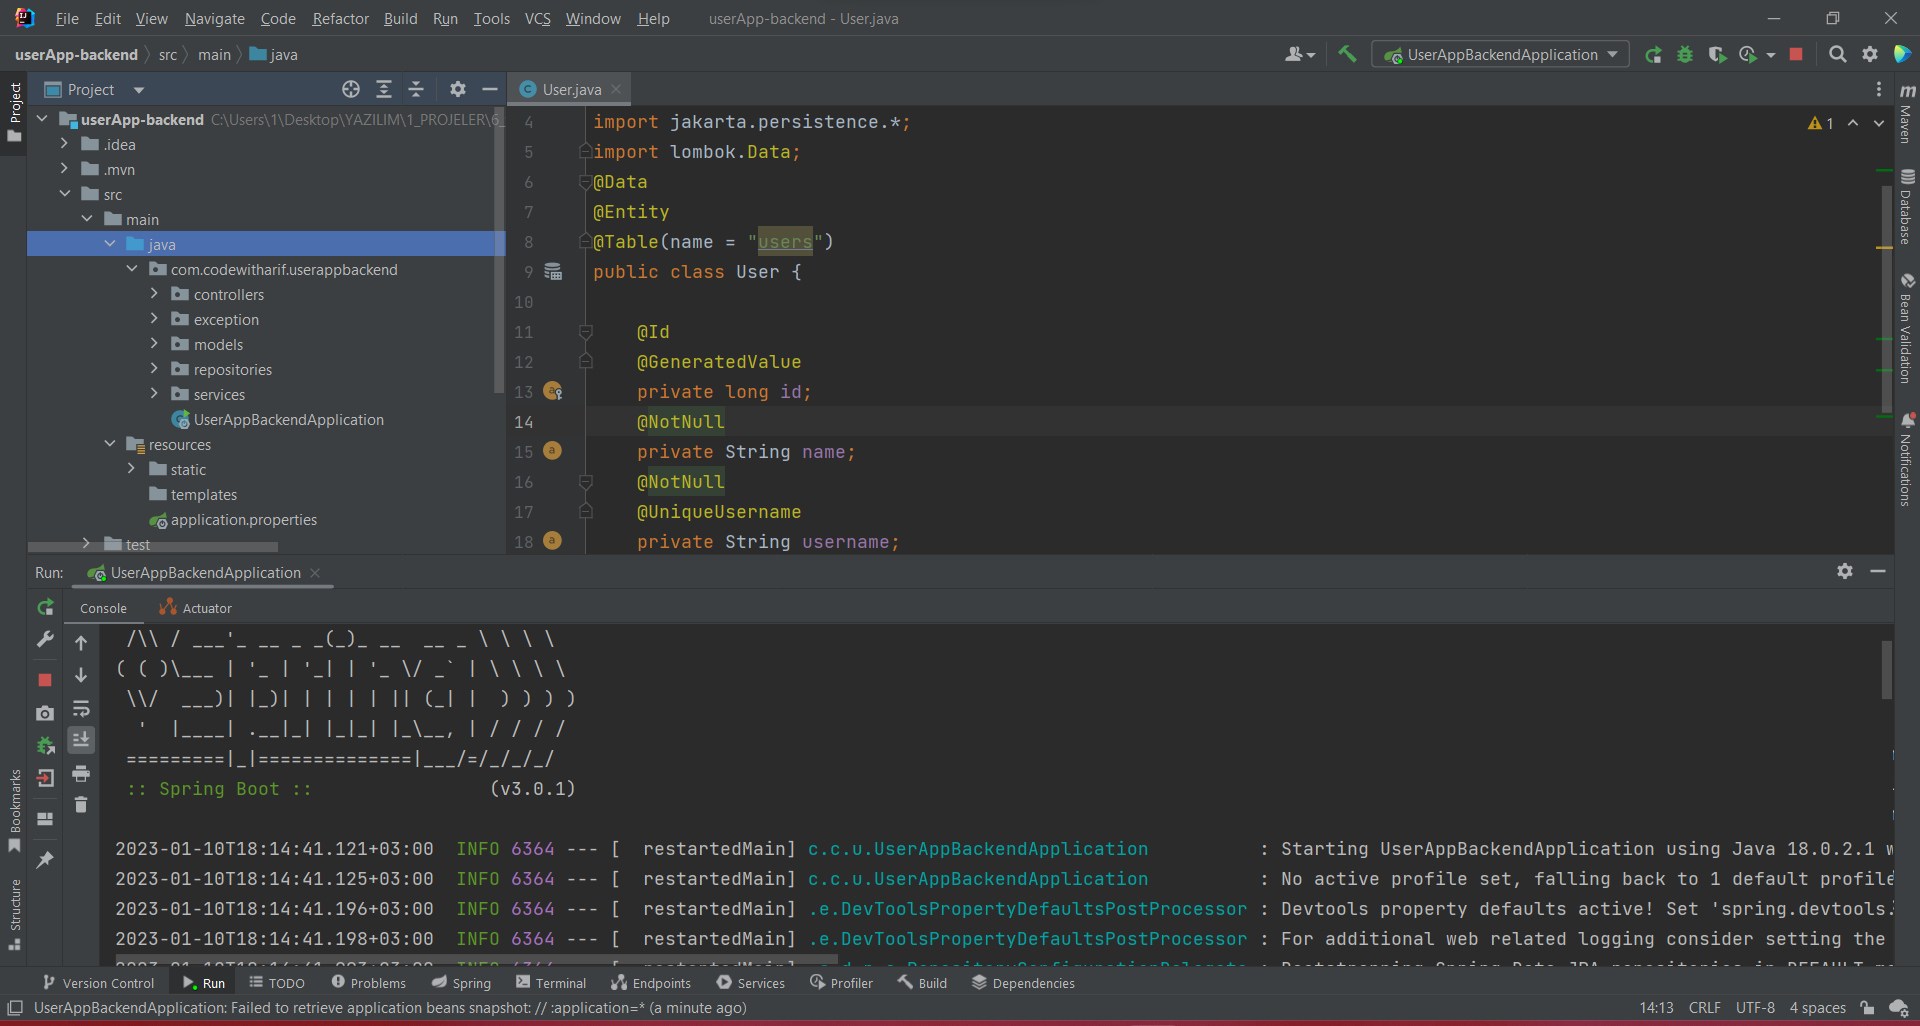 File Edit View Navigate Code Refactor Build Run Tools VCS Window Help userApp-backend - User.java
userApp-backend src main java
UserAppBackendApplication
Project
Project
User.java
userApp-backend C:\Users\1\Desktop\YAZILIM\1_PROJELER\6_
.idea
.mvn
src
main
java
com.codewitharif.userappbackend
controllers
exception
models
repositories
services
UserAppBackendApplication
resources
static
templates
application.properties
test
4 import jakarta.persistence.*;
5 import lombok.Data;
6 @Data
7 @Entity
8 @Table(name = "users")
9 public class User {
10
11 @Id
12 @GeneratedValue
13 private long id;
14 @NotNull
15 private String name;
16 @NotNull
17 @UniqueUsername
18 private String username;
1
Maven
Database
Bean Validation
Notifications
Run: UserAppBackendApplication
Console Actuator
 /\\ / ___'_ __ _ _(_)_ __  __ _ \ \ \ \
( ( )\___ | '_ | '_| | '_ \/ _` | \ \ \ \
 \\/  ___)| |_)| | | | | || (_| |  ) ) ) )
  '  |____| .__|_| |_|_| |_\__, | / / / /
 =========|_|==============|___/=/_/_/_/
 :: Spring Boot ::                (v3.0.1)
2023-01-10T18:14:41.121+03:00 INFO 6364 --- [ restartedMain] c.c.u.UserAppBackendApplication : Starting UserAppBackendApplication using Java 18.0.2.1
2023-01-10T18:14:41.125+03:00 INFO 6364 --- [ restartedMain] c.c.u.UserAppBackendApplication : No active profile set, falling back to 1 default profile
2023-01-10T18:14:41.196+03:00 INFO 6364 --- [ restartedMain] .e.DevToolsPropertyDefaultsPostProcessor : Devtools property defaults active! Set 'spring.devtools.
2023-01-10T18:14:41.198+03:00 INFO 6364 --- [ restartedMain] .e.DevToolsPropertyDefaultsPostProcessor : For additional web related logging consider setting the
Bookmarks
Structure
Version Control Run TODO Problems Spring Terminal Endpoints Services Profiler Build Dependencies
UserAppBackendApplication: Failed to retrieve application beans snapshot: // :application=* (a minute ago)
14:13 CRLF UTF-8 4 spaces